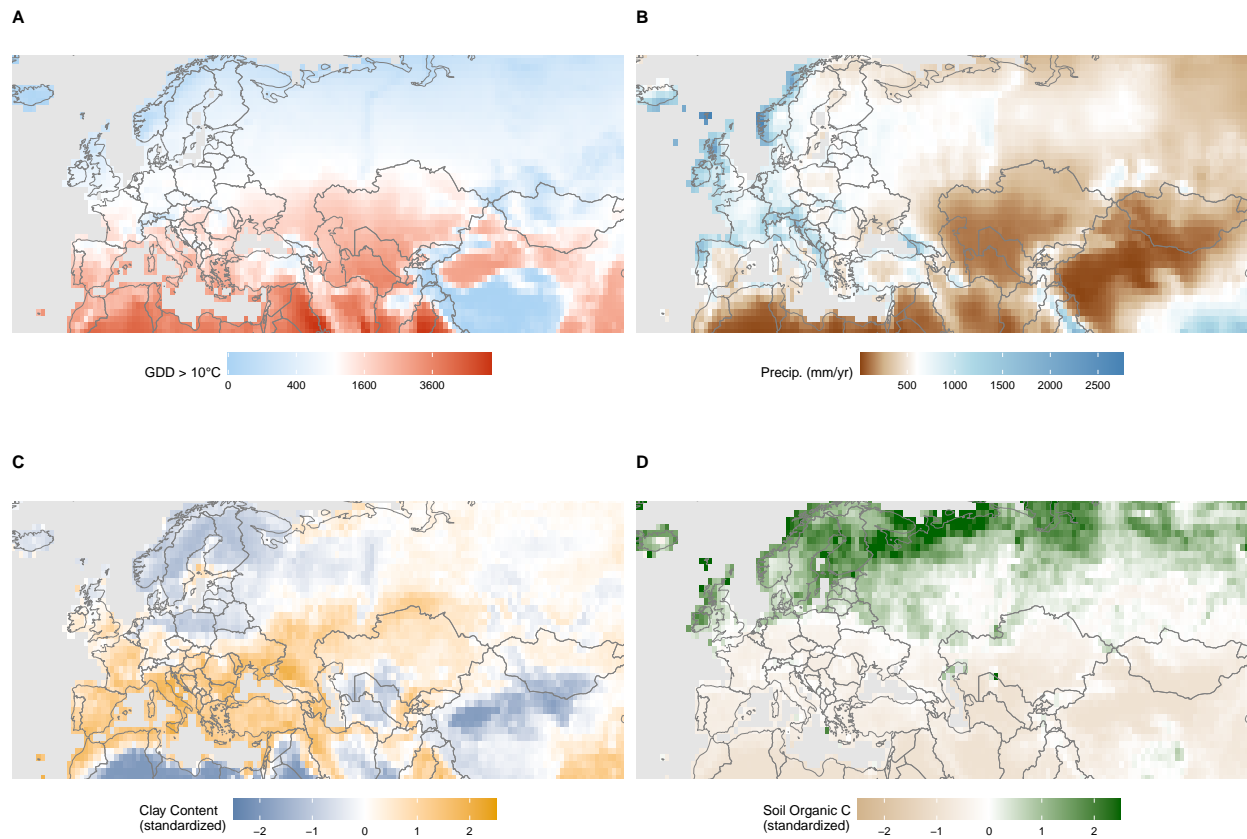 A
B
GDD > 10°C
0 400 1600 3600
Precip. (mm/yr)
500 1000 1500 2000 2500
C
D
Clay Content
(standardized)
−2 −1 0 1 2
Soil Organic C
(standardized)
−2 −1 0 1 2